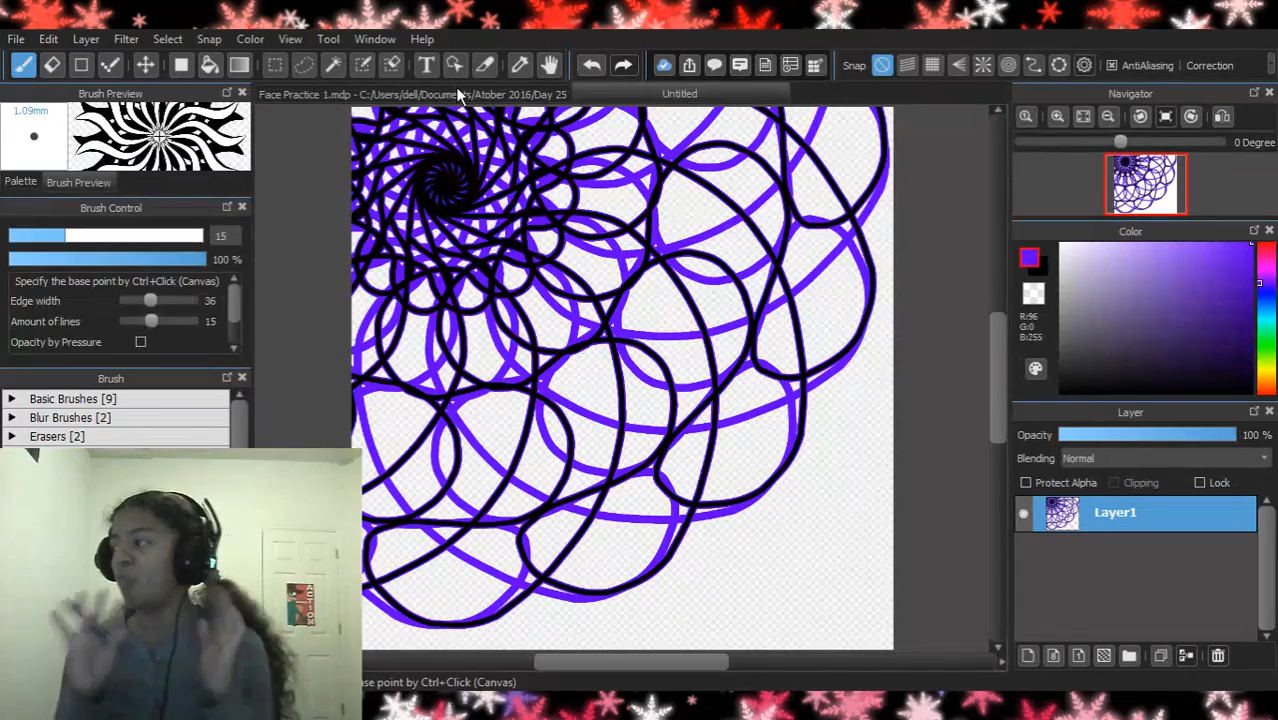 File Edit Layer Filter Select Snap Color View Tool Window Help
T Snap AntiAliasing Correction
Brush Preview Face Practice 1.mdp - C:/Users/dell/Documents/Atober 2016/Day 25 Untitled Navigator
1.09mm
0 Degree
Palette Brush Preview
Brush Control
Color
15
100 %
Specify the base point by Ctrl+Click (Canvas)
Edge width 36
Amount of lines 15
Opacity by Pressure
R:96
G:0
B:255
Brush
Layer
Basic Brushes [9]
Blur Brushes [2]
Erasers [2]
Opacity 100 %
Blending Normal
Protect Alpha Clipping Lock
Layer1
ACTION
ase point by Ctrl+Click (Canvas)